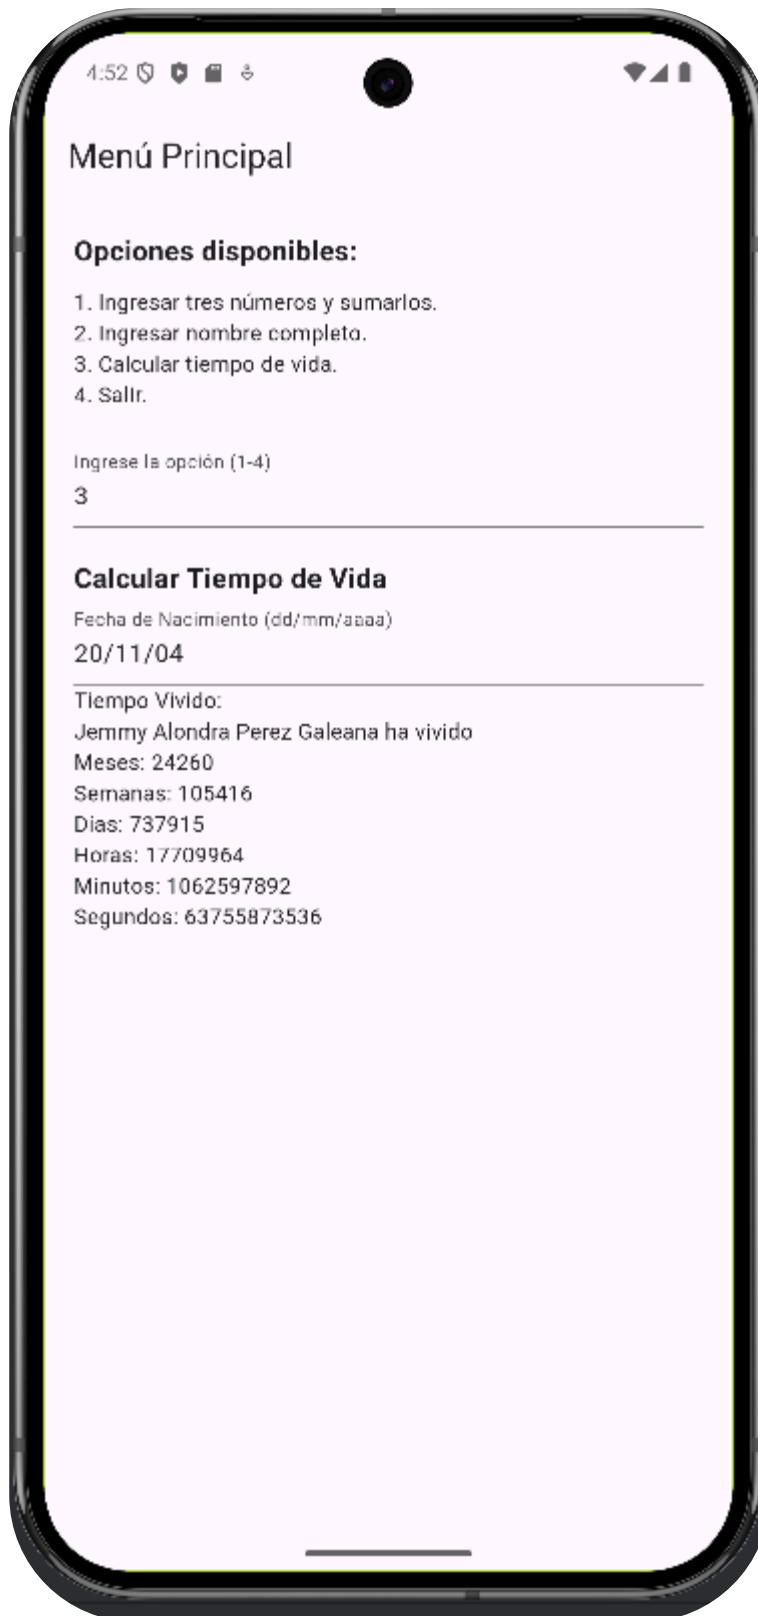 4:52
Menú Principal
Opciones disponibles:
1. Ingresar tres números y sumarlos.
2. Ingresar nombre completo.
3. Calcular tiempo de vida.
4. Salir.
Ingrese la opción (1-4)
3
Calcular Tiempo de Vida
Fecha de Nacimiento (dd/mm/aaaa)
20/11/04
Tiempo Vivido:
Jemmy Alondra Perez Galeana ha vivido
Meses: 24260
Semanas: 105416
Dias: 737915
Horas: 17709964
Minutos: 1062597892
Segundos: 63755873536